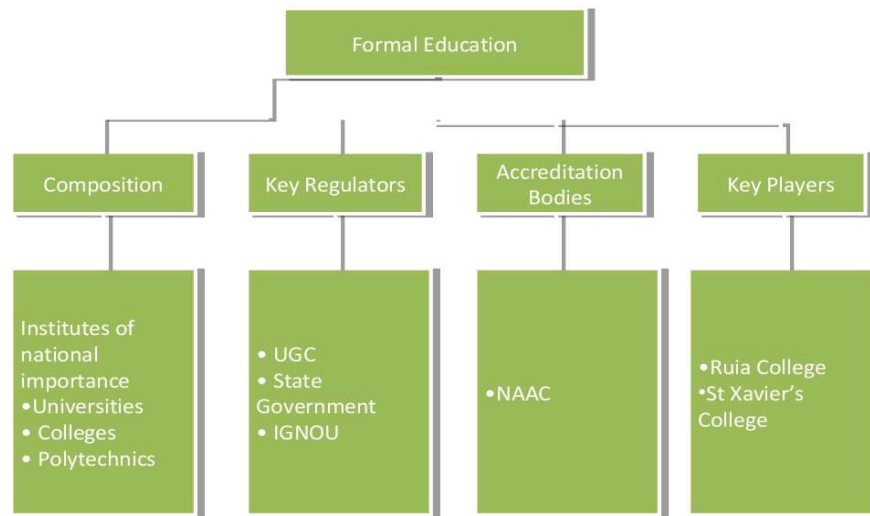 Formal Education
Composition
Key Regulators
Accreditation
Bodies
Key Players
Institutes of
national
importance
•Universities
• Colleges
• Polytechnics
• UGC
• State
Government
• IGNOU
•NAAC
•Ruia College
•St Xavier’s
College